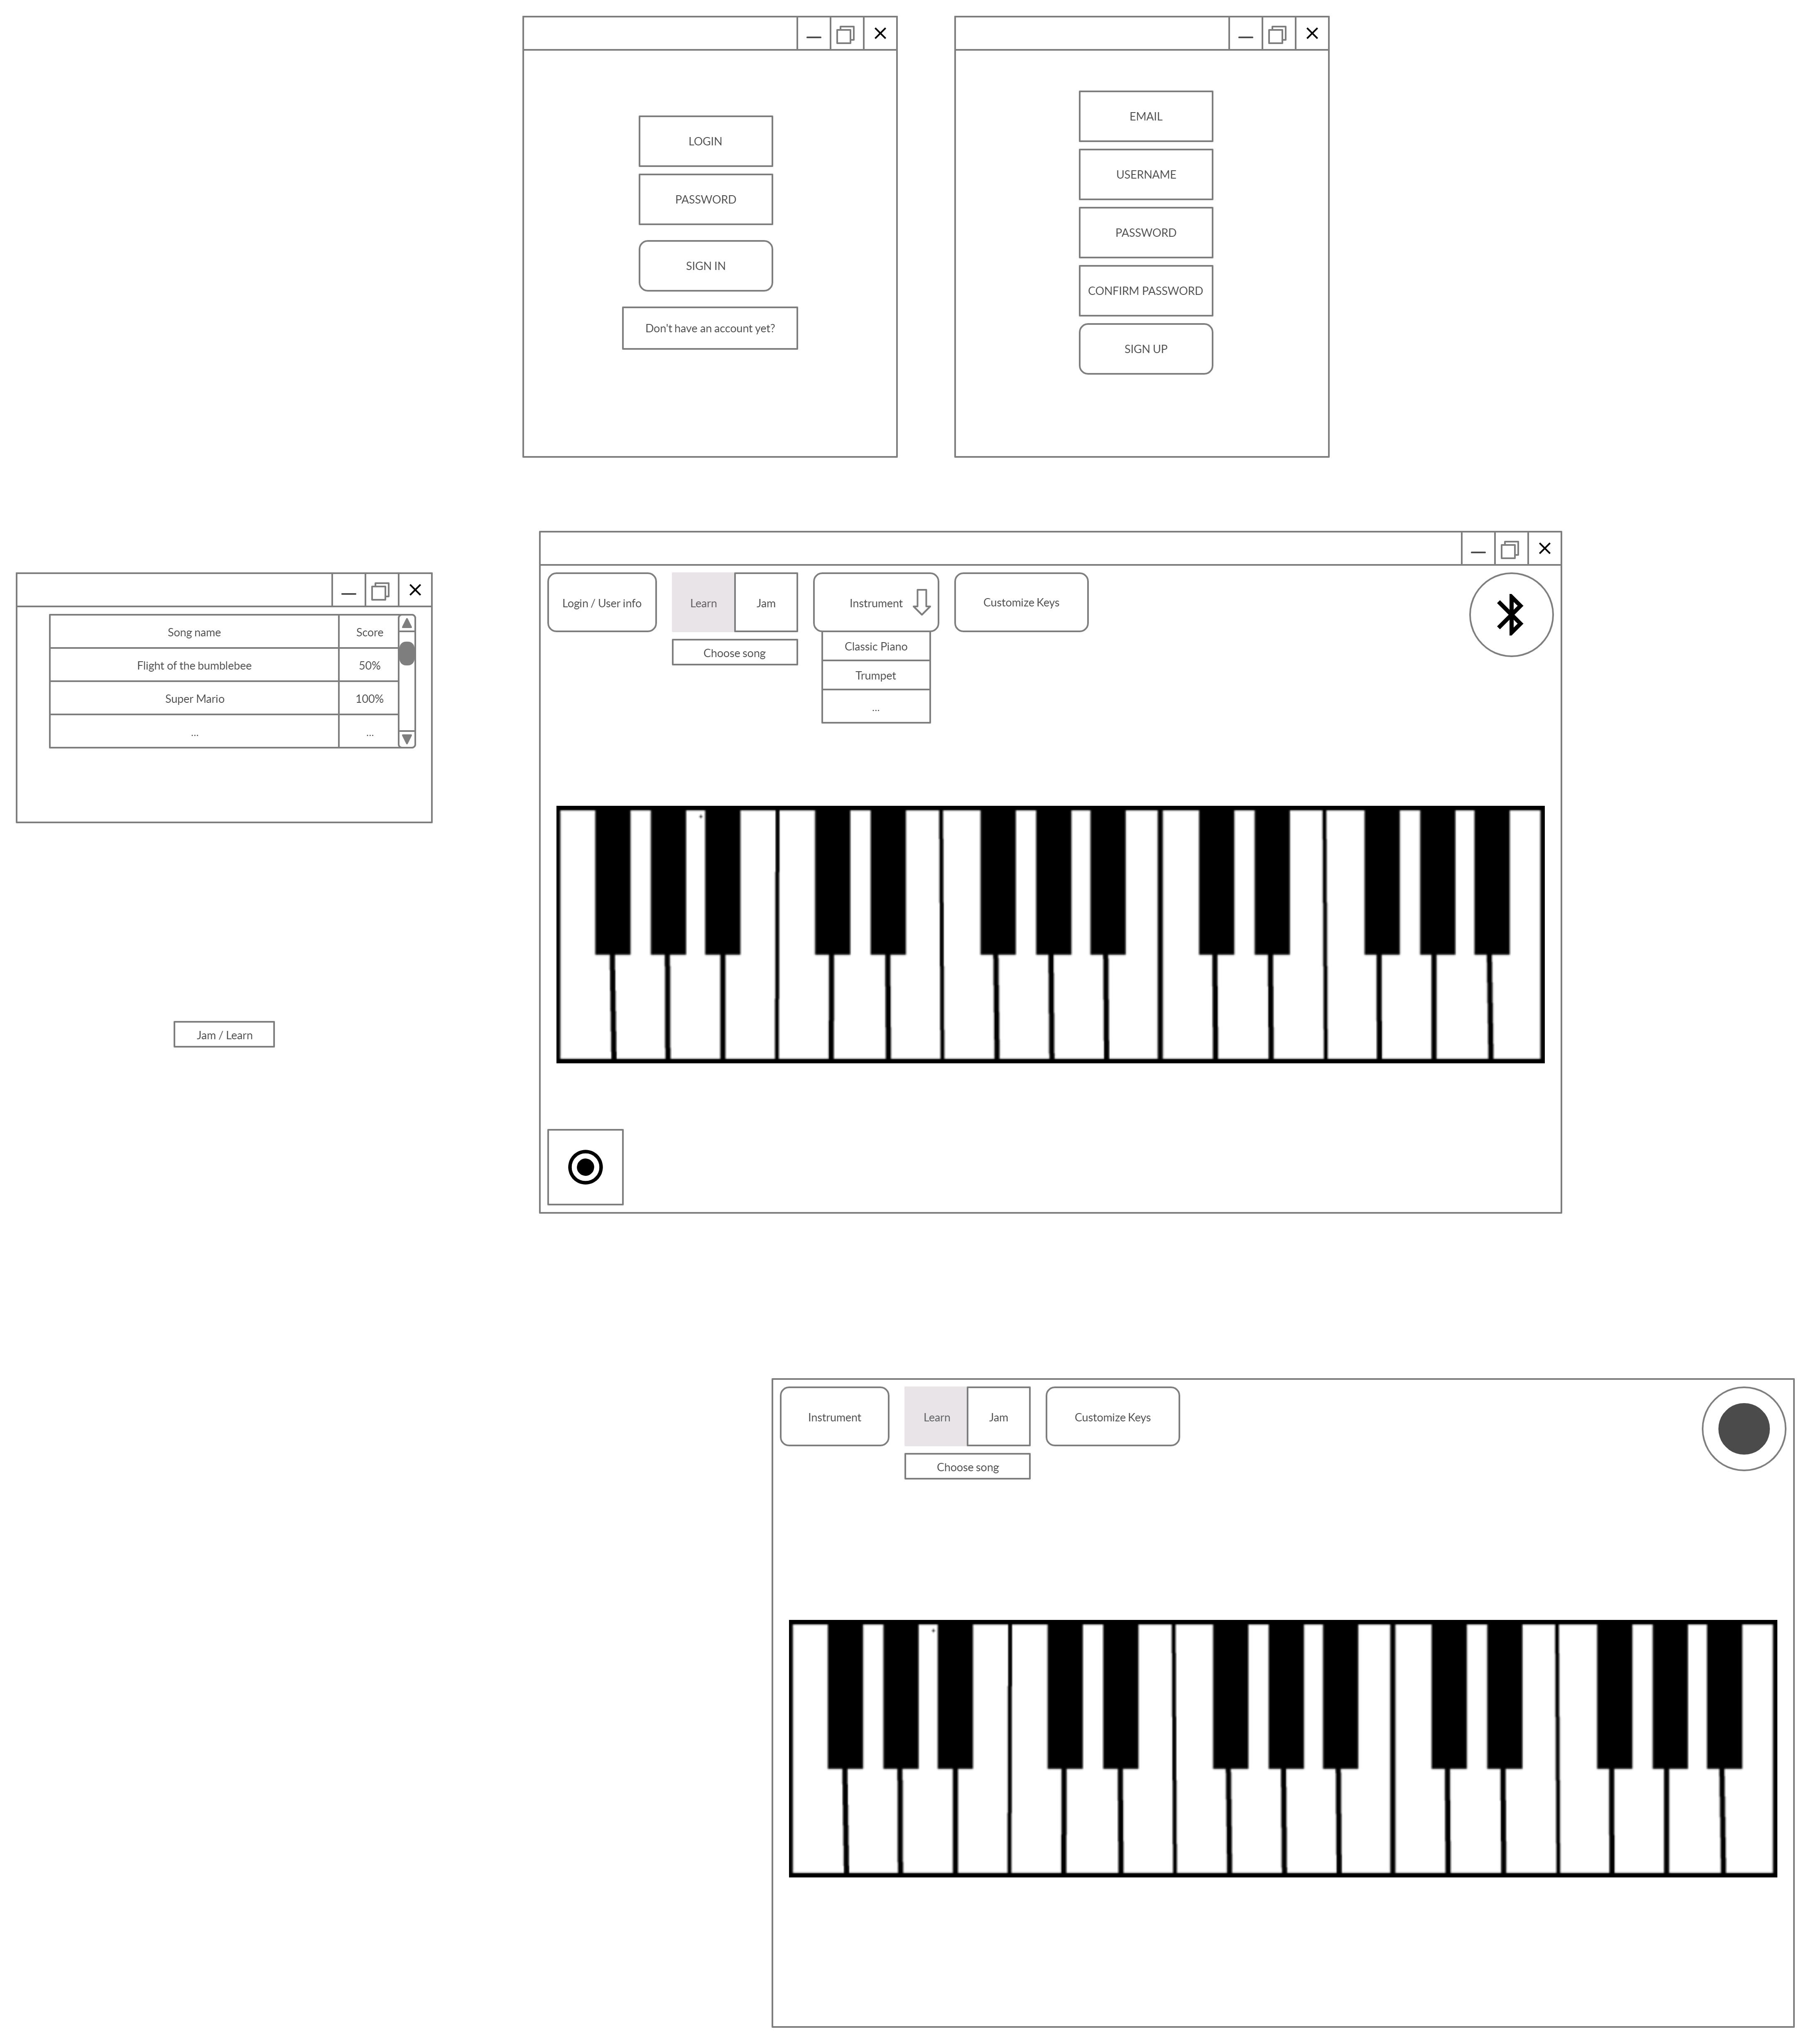 LOGIN
PASSWORD
SIGN IN
Don't have an account yet?
EMAIL
USERNAME
PASSWORD
CONFIRM PASSWORD
SIGN UP
Song name Score
Flight of the bumblebee 50%
Super Mario 100%
... ...
Jam / Learn
Login / User info Learn Jam Instrument Customize Keys
Choose song
Classic Piano
Trumpet
...
Instrument Learn Jam Customize Keys
Choose song